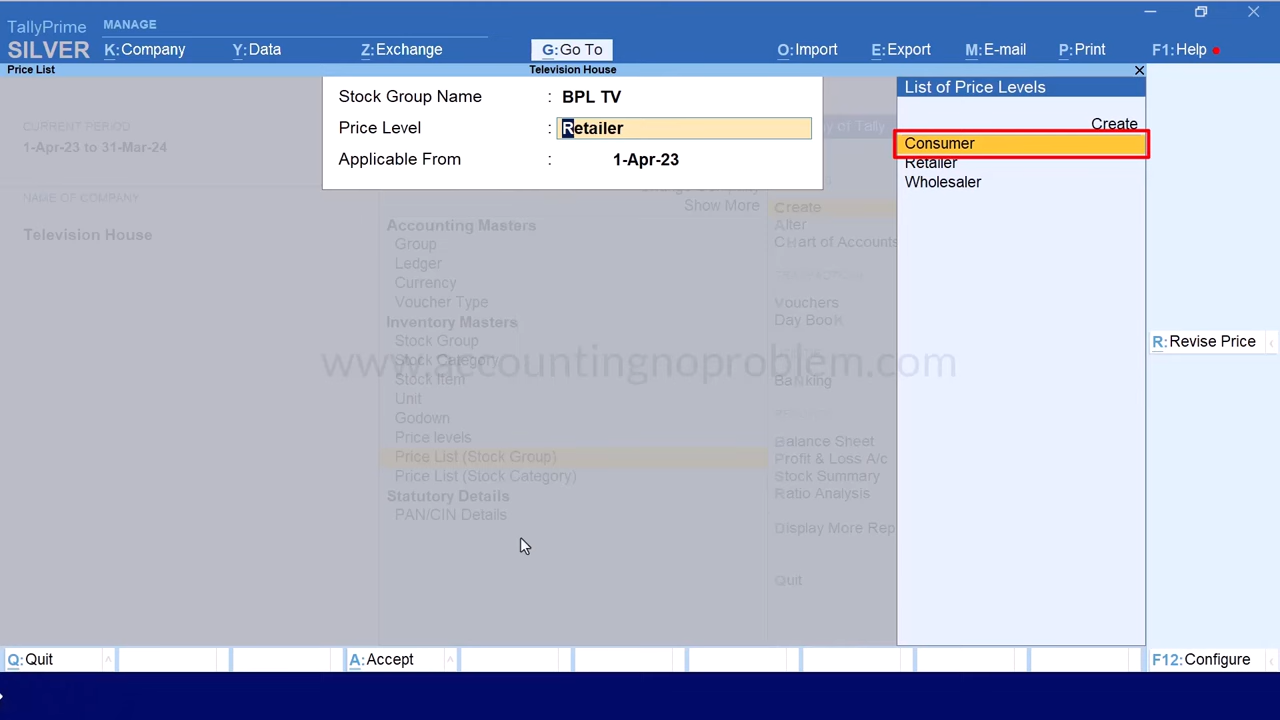 TallyPrime MANAGE
SILVER K:Company Y:Data Z:Exchange G:Go To O:Import E:Export M:E-mail P:Print F1:Help
Price List Television House
Stock Group Name : BPL TV
Price Level : Retailer
Applicable From : 1-Apr-23
List of Price Levels
Create
Consumer
Retailer
Wholesaler
CURRENT PERIOD
1-Apr-23 to 31-Mar-24
NAME OF COMPANY
Television House
Show More
Accounting Masters
Group
Ledger
Currency
Voucher Type
Inventory Masters
Stock Group
Stock Category
Stock Item
Unit
Godown
Price levels
Price List (Stock Group)
Price List (Stock Category)
Statutory Details
PAN/CIN Details
of Tally
Create
Alter
CHart of Accounts
Vouchers
Day Book
Banking
Balance Sheet
Profit & Loss A/c
Stock Summary
Ratio Analysis
Display More Rep
Quit
www.accountingnoproblem.com
R:Revise Price
Q:Quit A:Accept F12:Configure